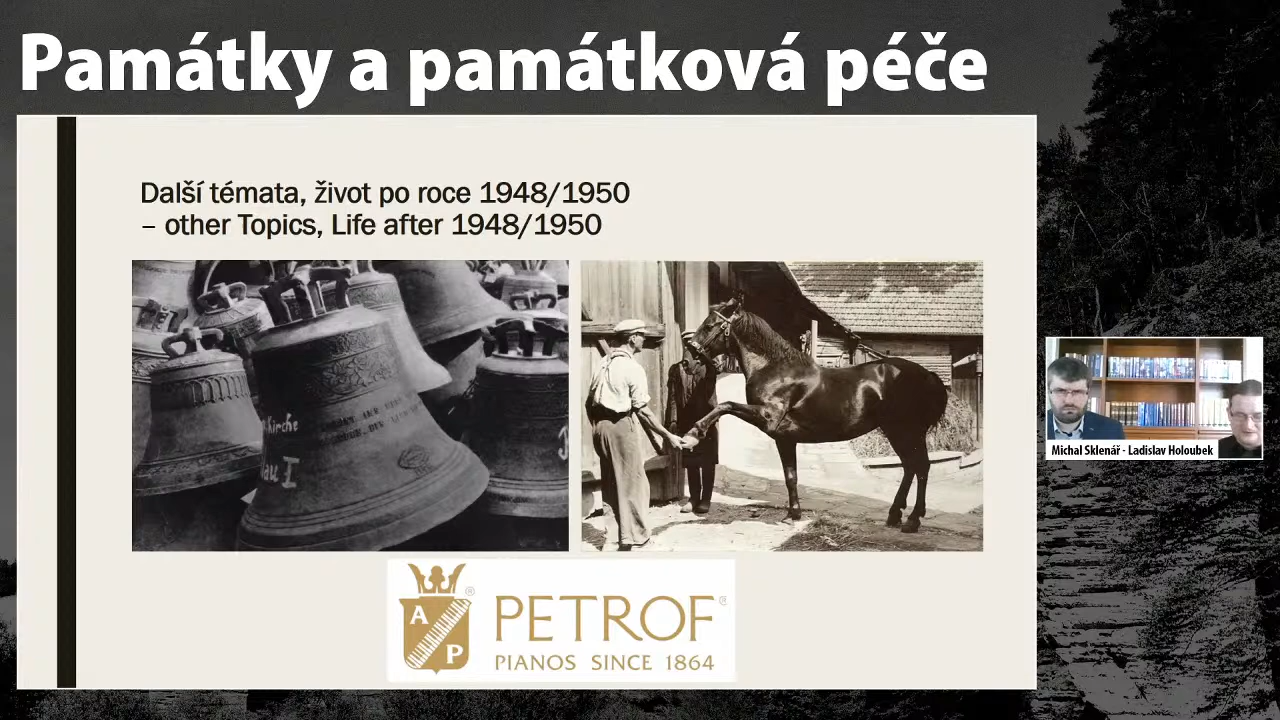 Památky a památková péče
Další témata, život po roce 1948/1950
– other Topics, Life after 1948/1950
Kirche
I
A
P
®
PETROF®
PIANOS SINCE 1864
Michal Sklenář - Ladislav Holoubek